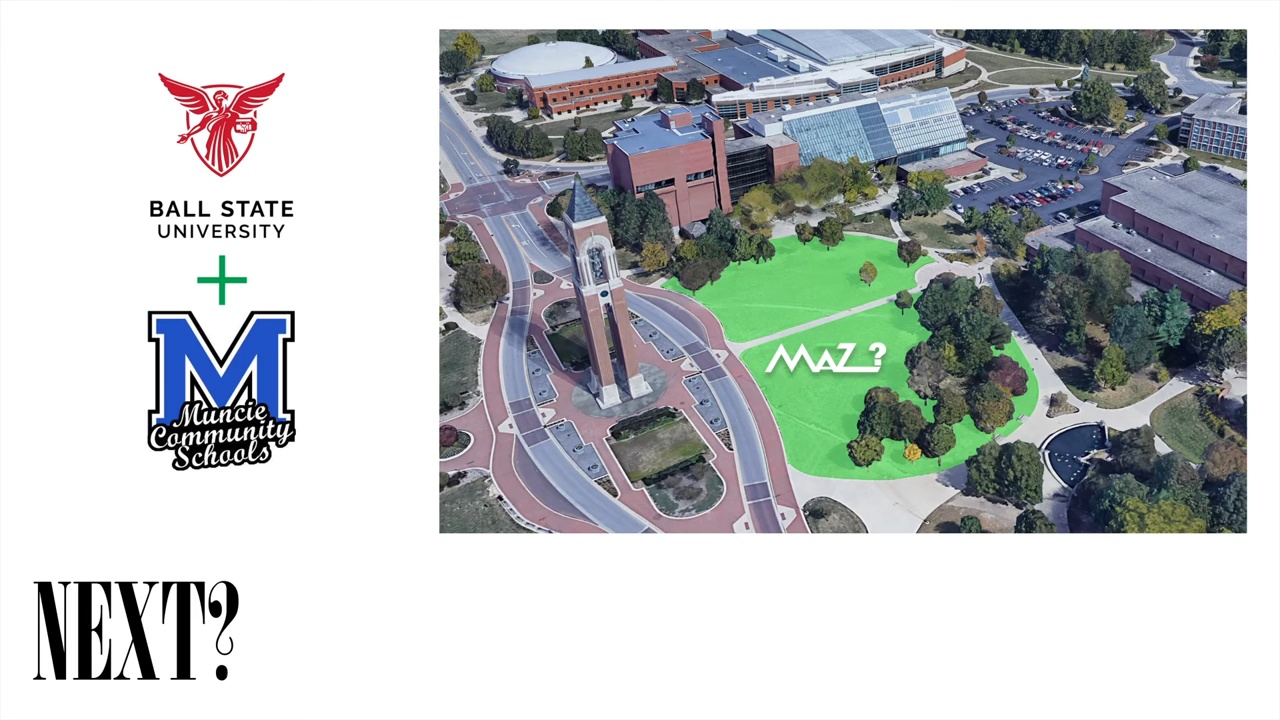 BALL STATE
UNIVERSITY
+
M
Muncie
Community
Schools
MAZ?
NEXT?